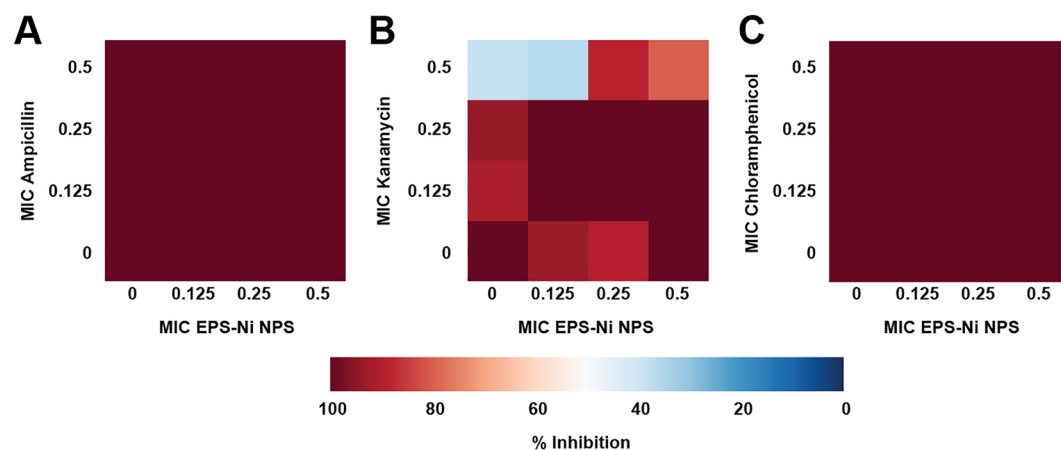 A
B
C
MIC Ampicillin
0.5
0.25
0.125
0
0 0.125 0.25 0.5
MIC EPS-Ni NPS
MIC Kanamycin
0.5
0.25
0.125
0
0 0.125 0.25 0.5
MIC EPS-Ni NPS
MIC Chloramphenicol
0.5
0.25
0.125
0
0 0.125 0.25 0.5
MIC EPS-Ni NPS
100 80 60 40 20 0
% Inhibition